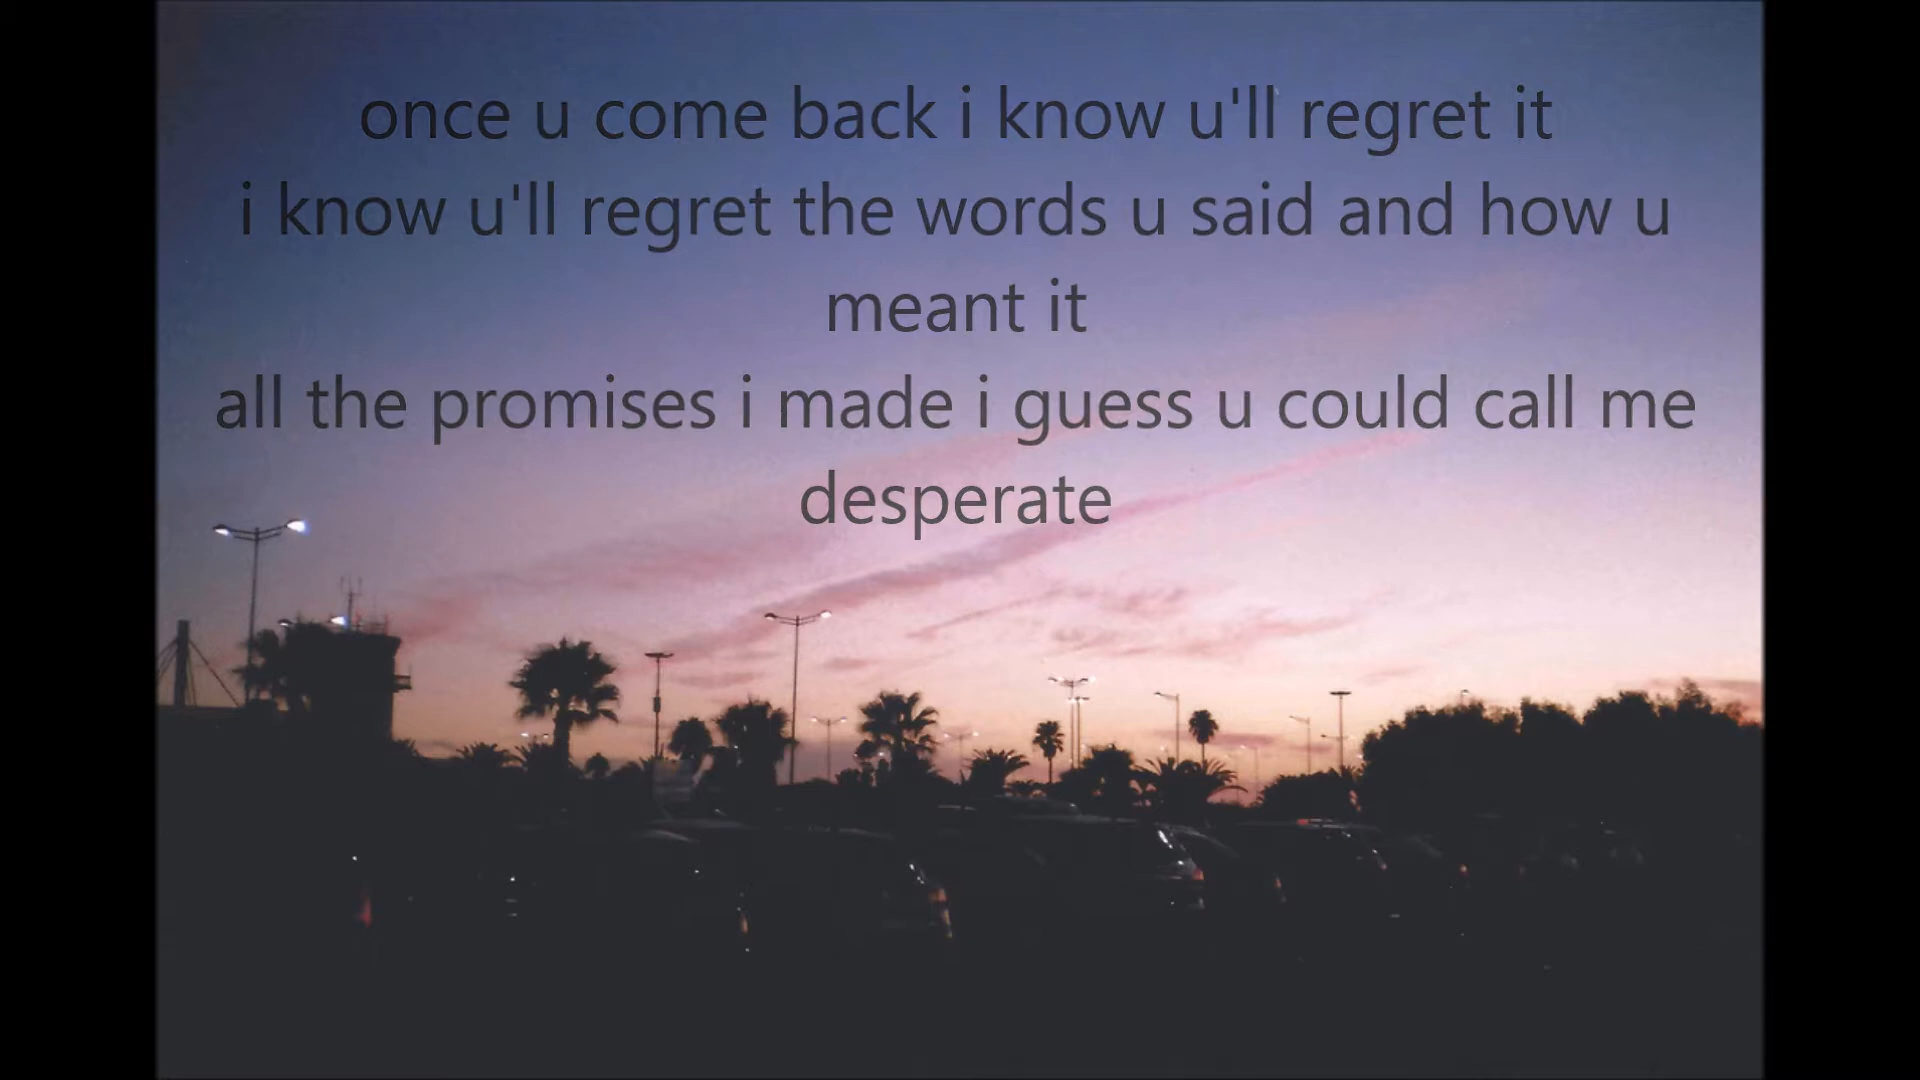 once u come back i know u'll regret it
i know u'll regret the words u said and how u
meant it
all the promises i made i guess u could call me
desperate